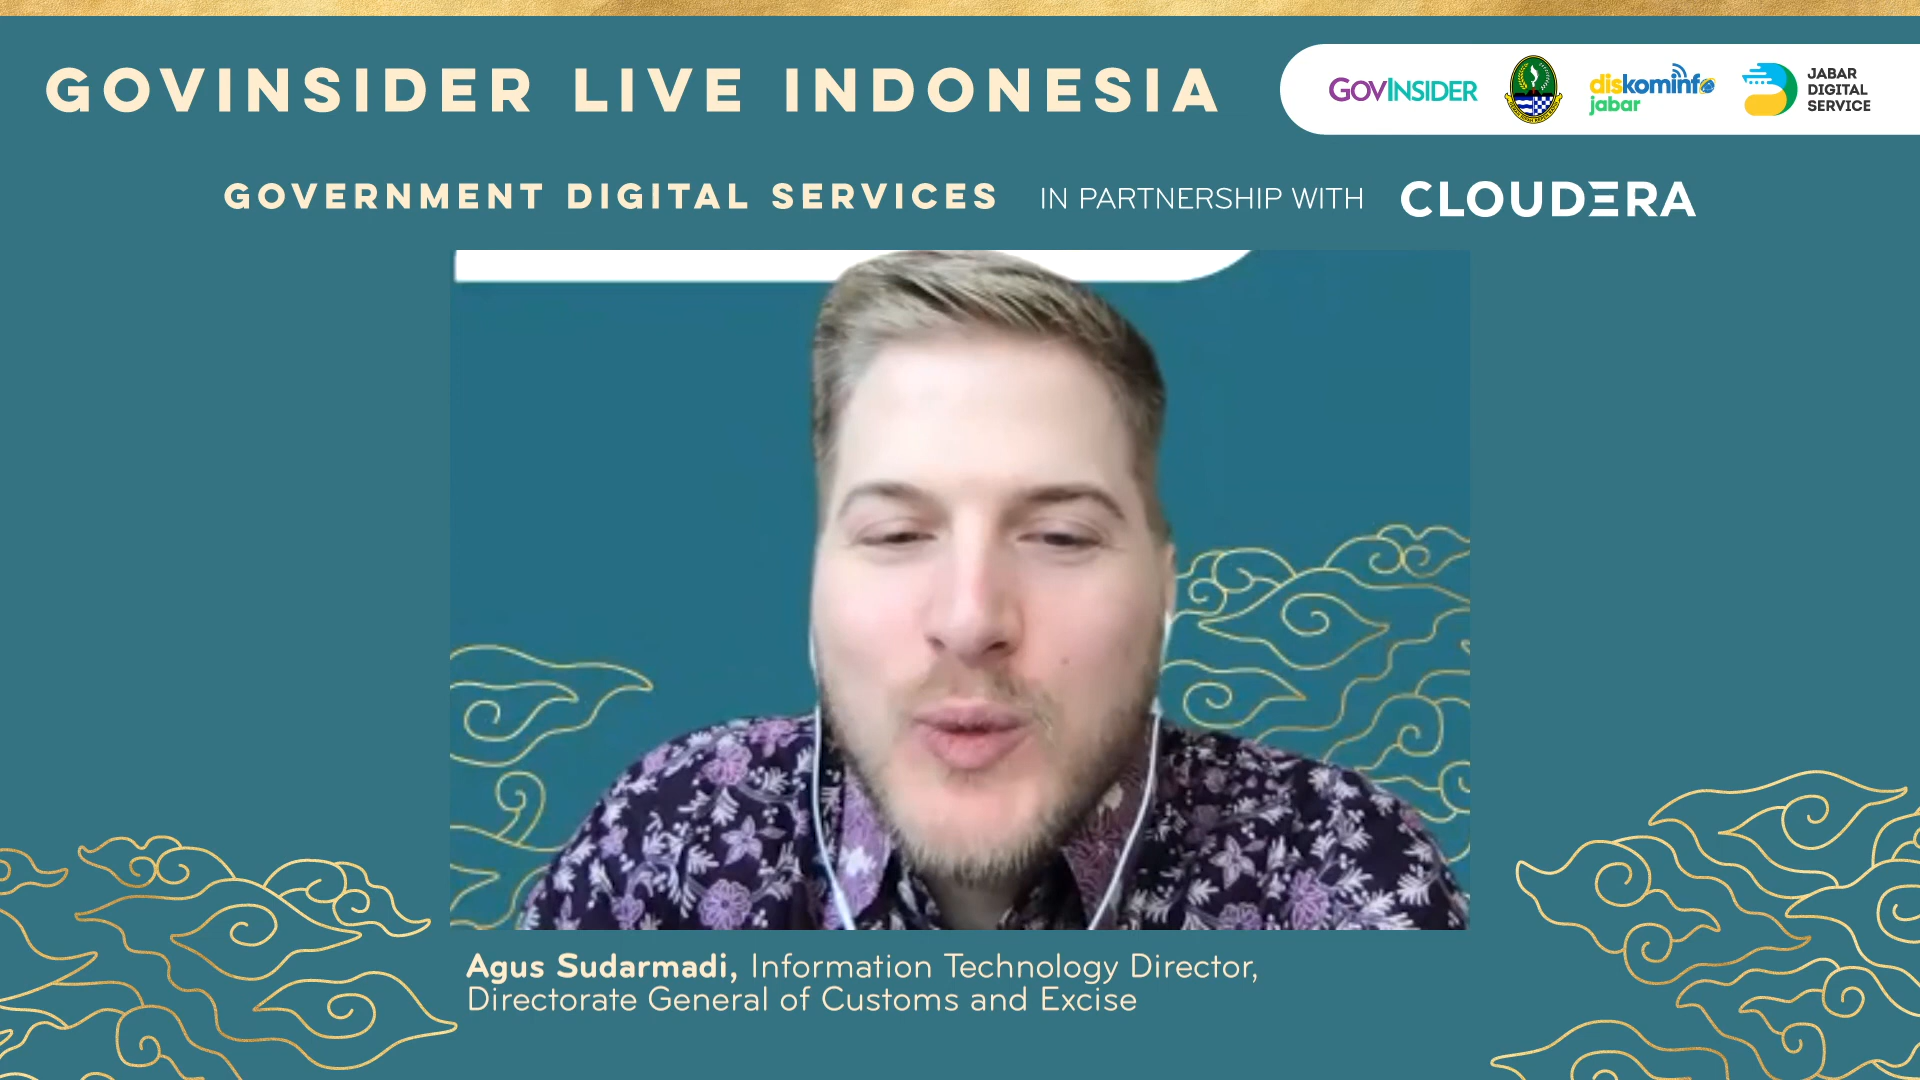 GOVINSIDER LIVE INDONESIA
GOVINSIDER
diskominfo
jabar
JABAR
DIGITAL
SERVICE
GOVERNMENT DIGITAL SERVICES IN PARTNERSHIP WITH CLOUDERA
Agus Sudarmadi, Information Technology Director,
Directorate General of Customs and Excise